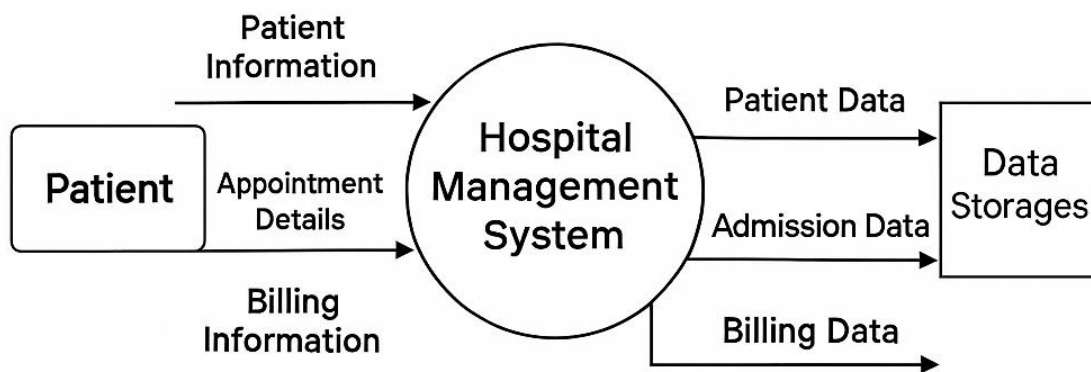 Patient
Information
Patient
Appointment
Details
Billing
Information
Hospital
Management
System
Patient Data
Admission Data
Billing Data
Data
Storages